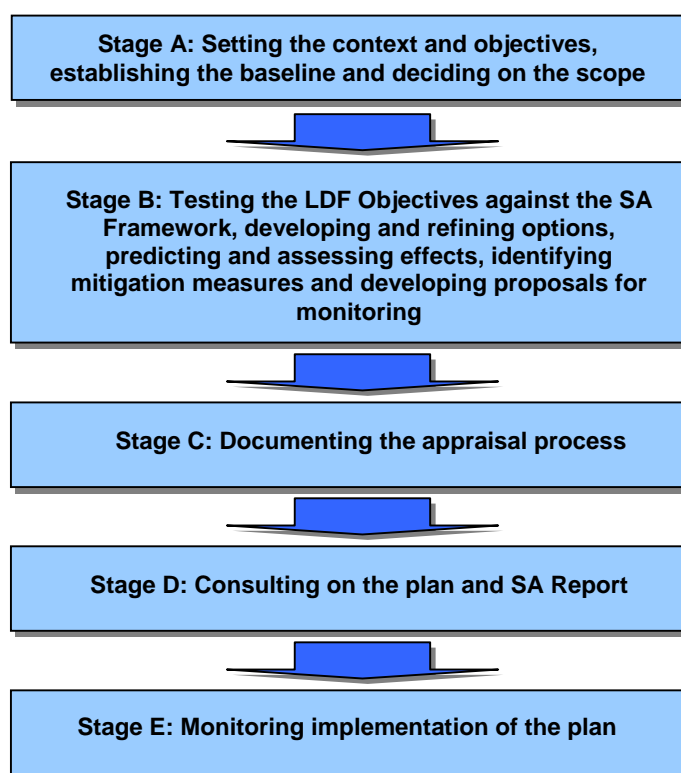 Stage A: Setting the context and objectives,
establishing the baseline and deciding on the scope
Stage B: Testing the LDF Objectives against the SA
Framework, developing and refining options,
predicting and assessing effects, identifying
mitigation measures and developing proposals for
monitoring
Stage C: Documenting the appraisal process
Stage D: Consulting on the plan and SA Report
Stage E: Monitoring implementation of the plan